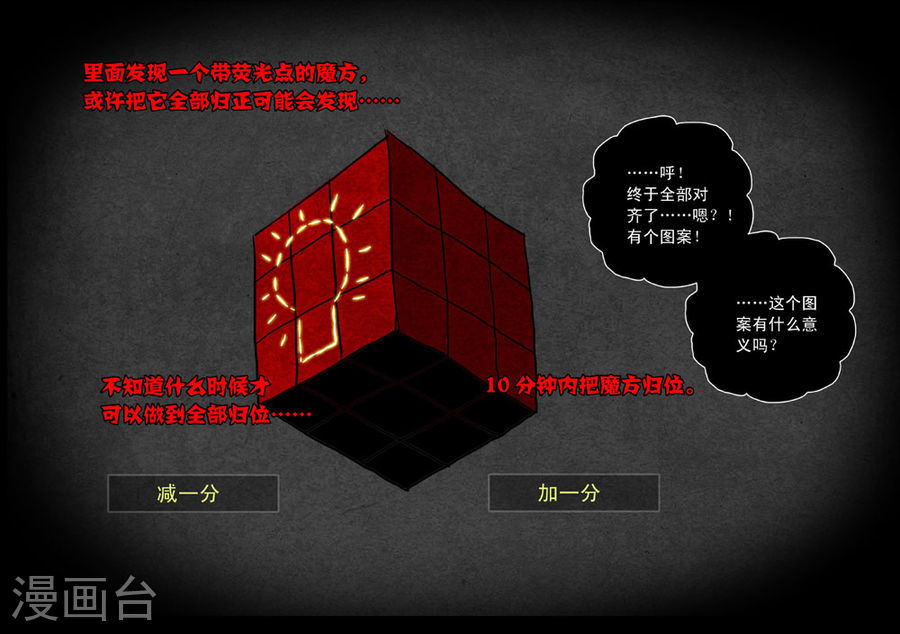 里面发现一个带荧光点的魔方，
或许把它全部归正可能会发现……
……呼！
终于全部对
齐了……嗯？！
有个图案！
……这个图
案有什么意
义吗？
不知道什么时候才
可以做到全部归位……
10 分钟内把魔方归位。
减一分
加一分
漫画台